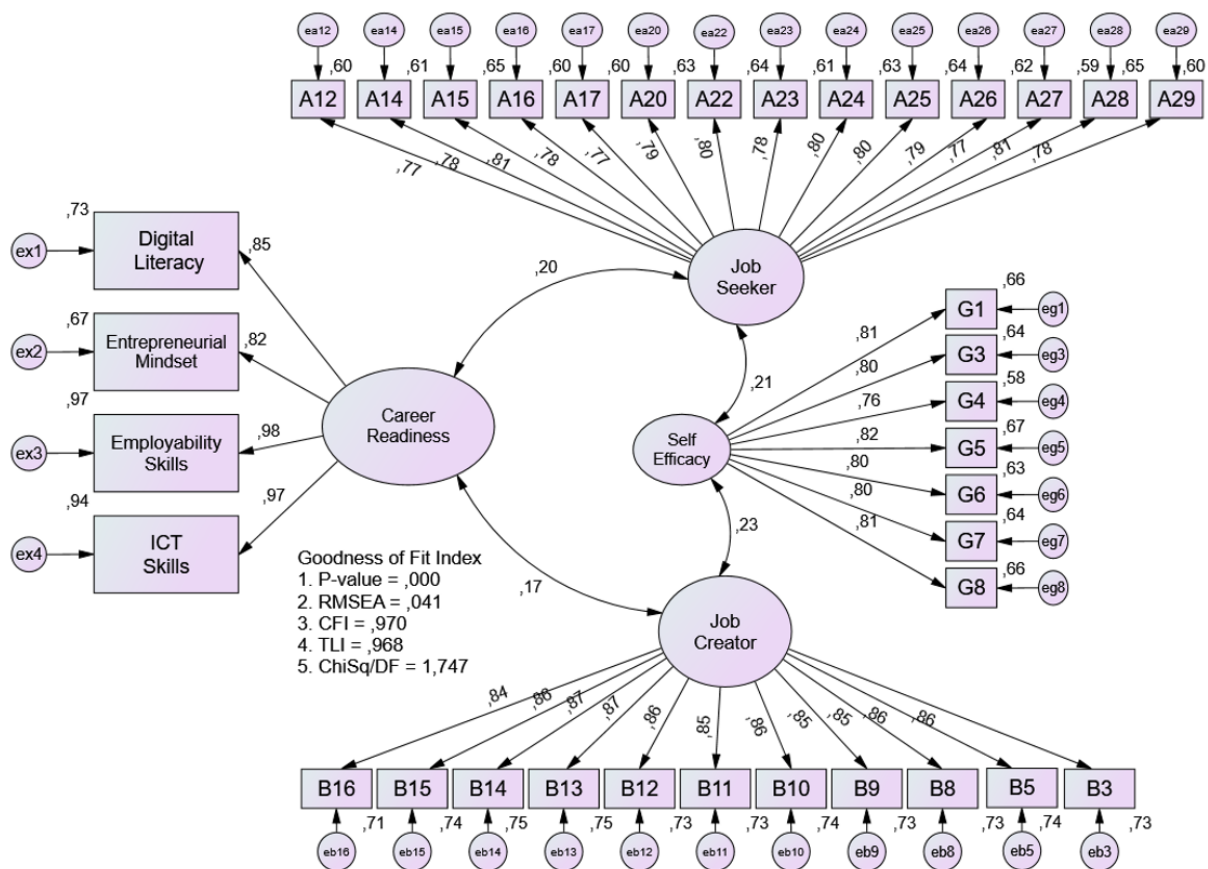 ea12 ea14 ea15 ea16 ea17 ea20 ea22 ea23 ea24 ea25 ea26 ea27 ea28 ea29
,60 ,61 ,65 ,60 ,60 ,63 ,64 ,61 ,63 ,64 ,62 ,59 ,65 ,60
A12 A14 A15 A16 A17 A20 A22 A23 A24 A25 A26 A27 A28 A29
,77 ,78 ,81 ,78 ,77 ,79 ,80 ,78 ,80 ,80 ,79 ,77 ,81 ,78
,73
ex1
Digital
Literacy
,85
,67
ex2
Entrepreneurial
Mindset
,82
,97
ex3
Employability
Skills
,98
,94
ex4
ICT
Skills
,97
Career
Readiness
,20
Job
Seeker
,21
Self
Efficacy
,23
,17
Job
Creator
,81 G1 ,66 eg1
,80 G3 ,64 eg3
,76 G4 ,58 eg4
,82 G5 ,67 eg5
,80 G6 ,63 eg6
,80 G7 ,64 eg7
,81 G8 ,66 eg8
Goodness of Fit Index
1. P-value = ,000
2. RMSEA = ,041
3. CFI = ,970
4. TLI = ,968
5. ChiSq/DF = 1,747
,84 ,86 ,87 ,87 ,86 ,85 ,86 ,85 ,85 ,86 ,86
B16 B15 B14 B13 B12 B11 B10 B9 B8 B5 B3
,71 ,74 ,75 ,75 ,73 ,73 ,74 ,73 ,73 ,74 ,73
eb16 eb15 eb14 eb13 eb12 eb11 eb10 eb9 eb8 eb5 eb3